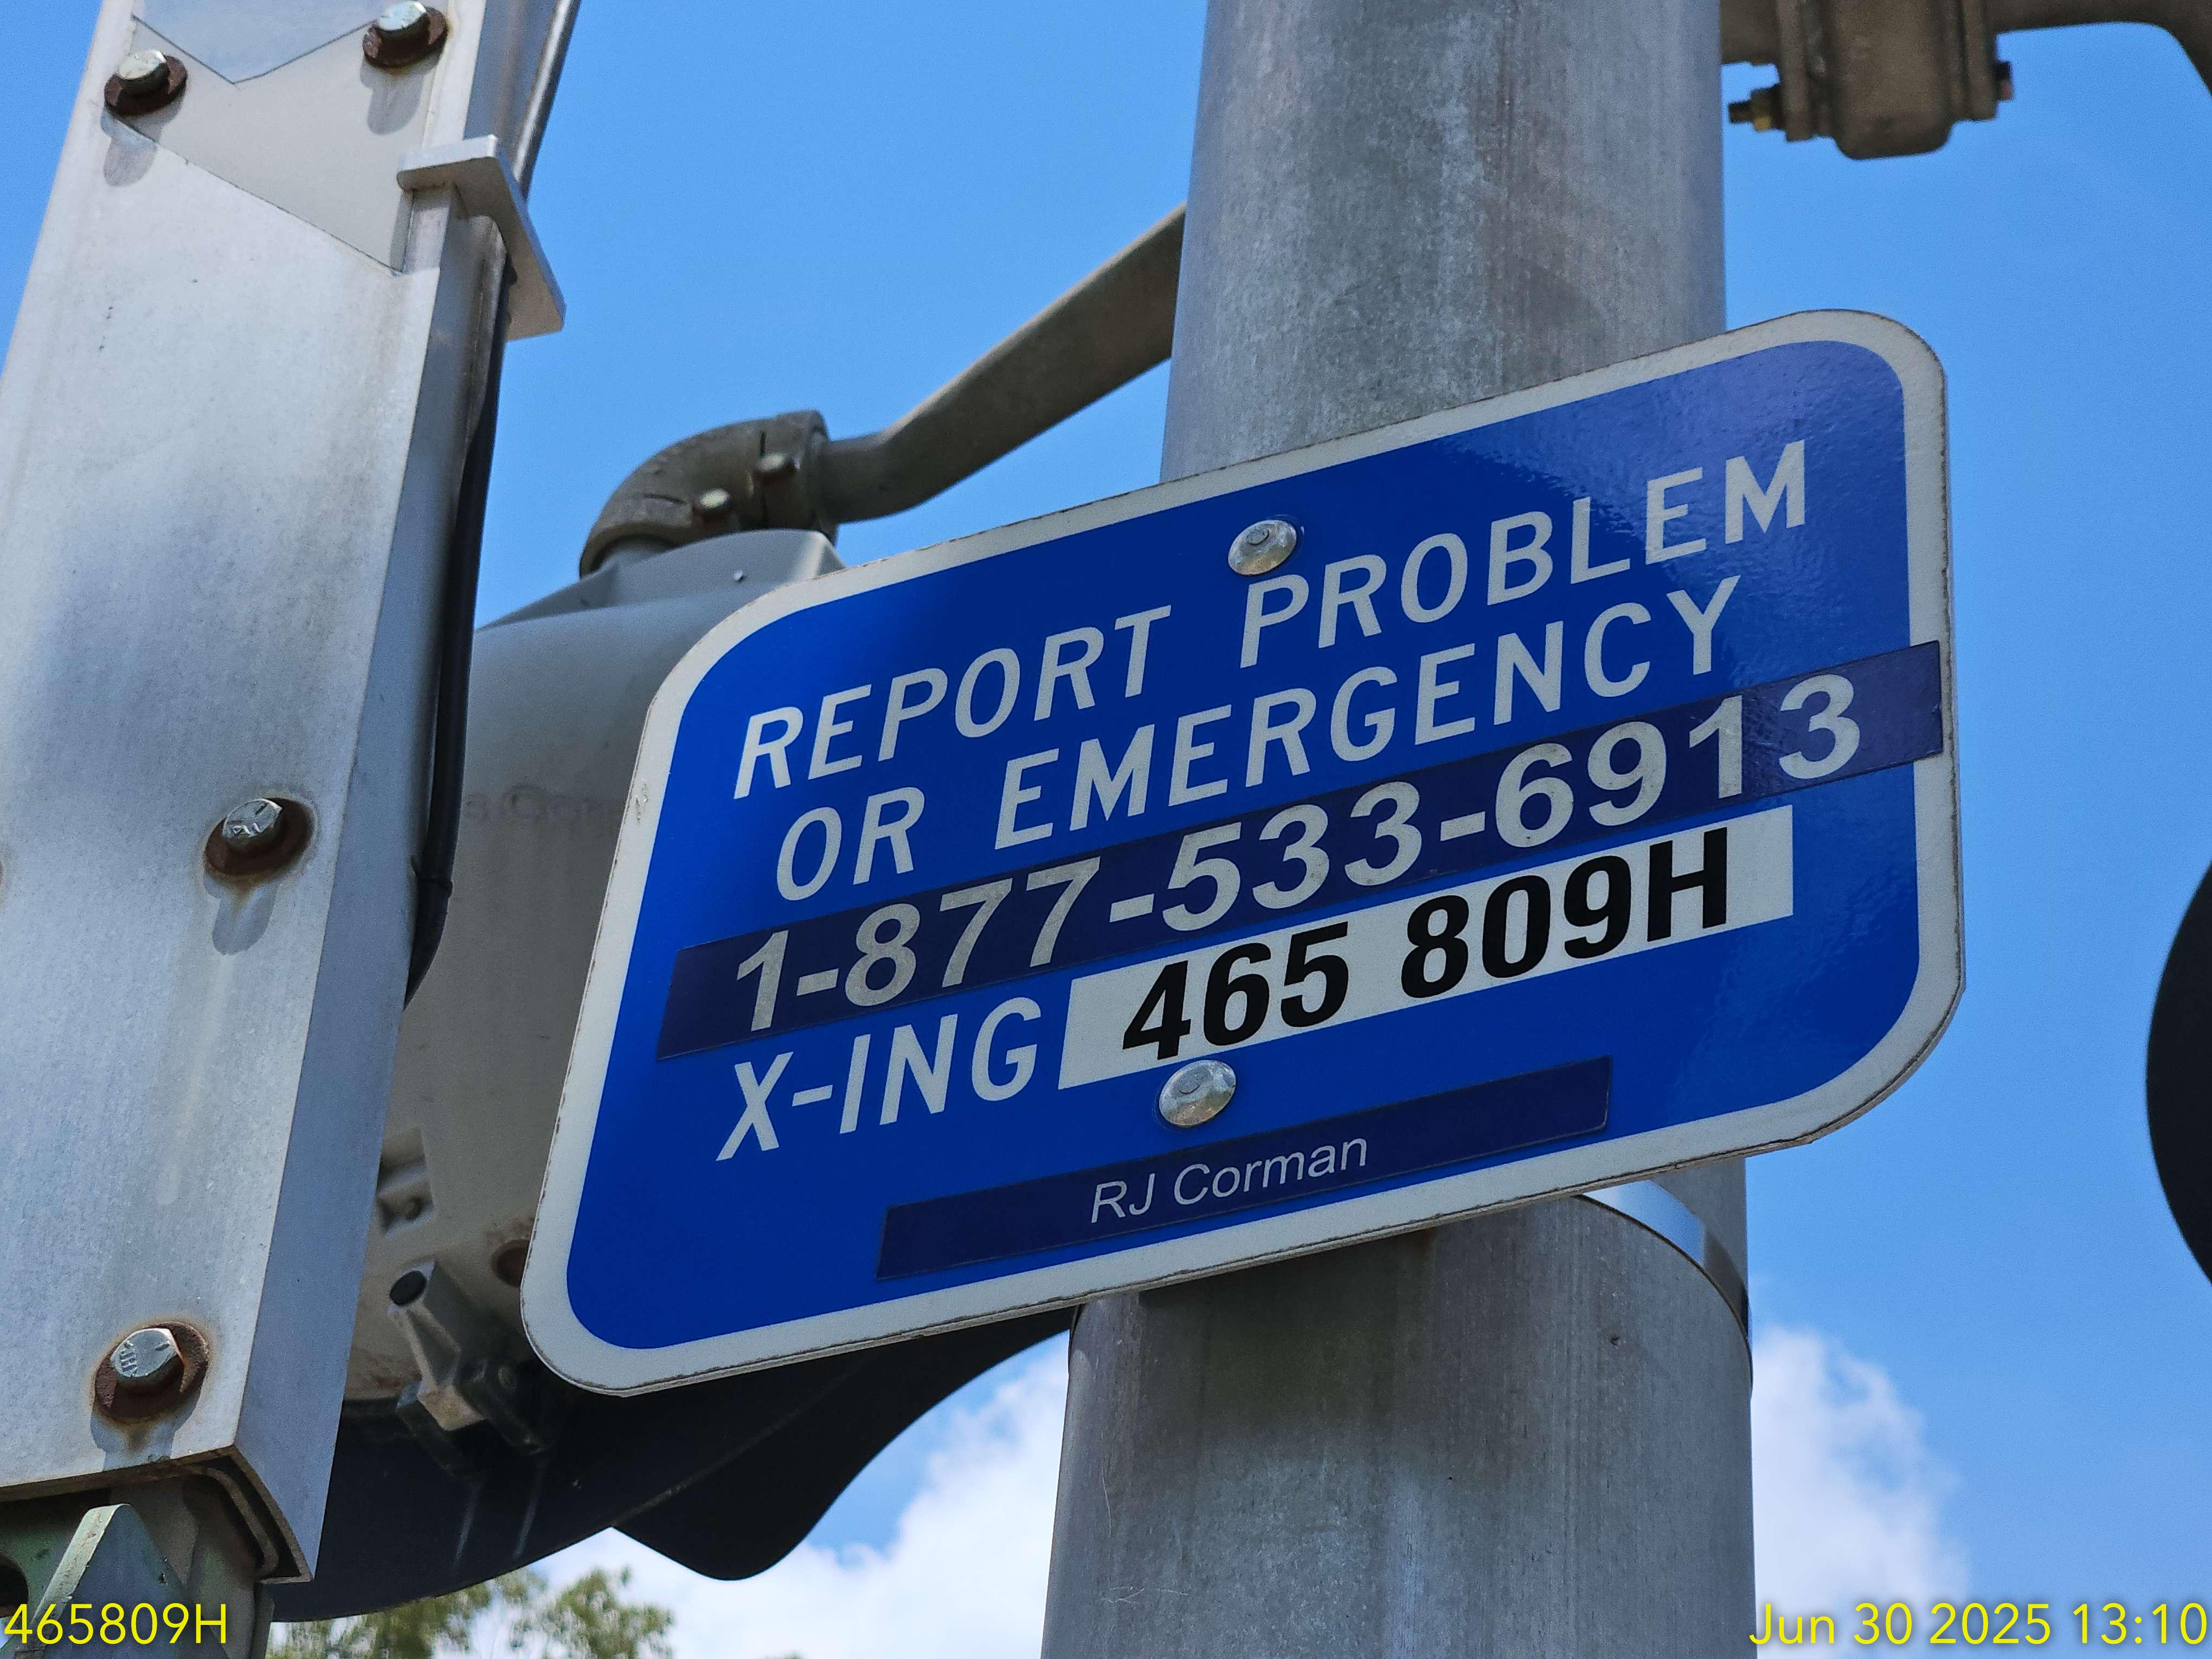 REPORT PROBLEM
OR EMERGENCY
1-877-533-6913
X-ING 465 809H
RJ Corman
465809H
Jun 30 2025 13:10